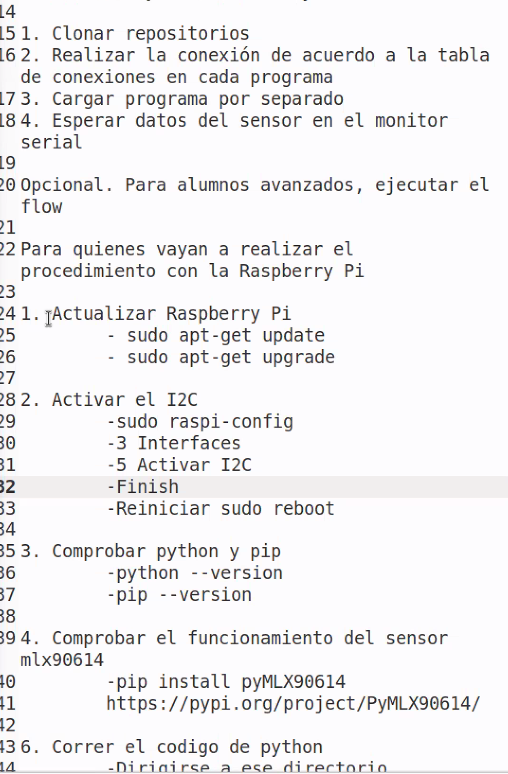 14
15 1. Clonar repositorios
16 2. Realizar la conexión de acuerdo a la tabla
de conexiones en cada programa
17 3. Cargar programa por separado
18 4. Esperar datos del sensor en el monitor
serial
19
20 Opcional. Para alumnos avanzados, ejecutar el
flow
21
22 Para quienes vayan a realizar el
procedimiento con la Raspberry Pi
23
24 1. Actualizar Raspberry Pi
25 - sudo apt-get update
26 - sudo apt-get upgrade
27
28 2. Activar el I2C
29 -sudo raspi-config
30 -3 Interfaces
31 -5 Activar I2C
32 -Finish
33 -Reiniciar sudo reboot
34
35 3. Comprobar python y pip
36 -python --version
37 -pip --version
38
39 4. Comprobar el funcionamiento del sensor
mlx90614
40 -pip install pyMLX90614
41 https://pypi.org/project/PyMLX90614/
42
43 6. Correr el codigo de python
44 -Dirigirse a ese directorio